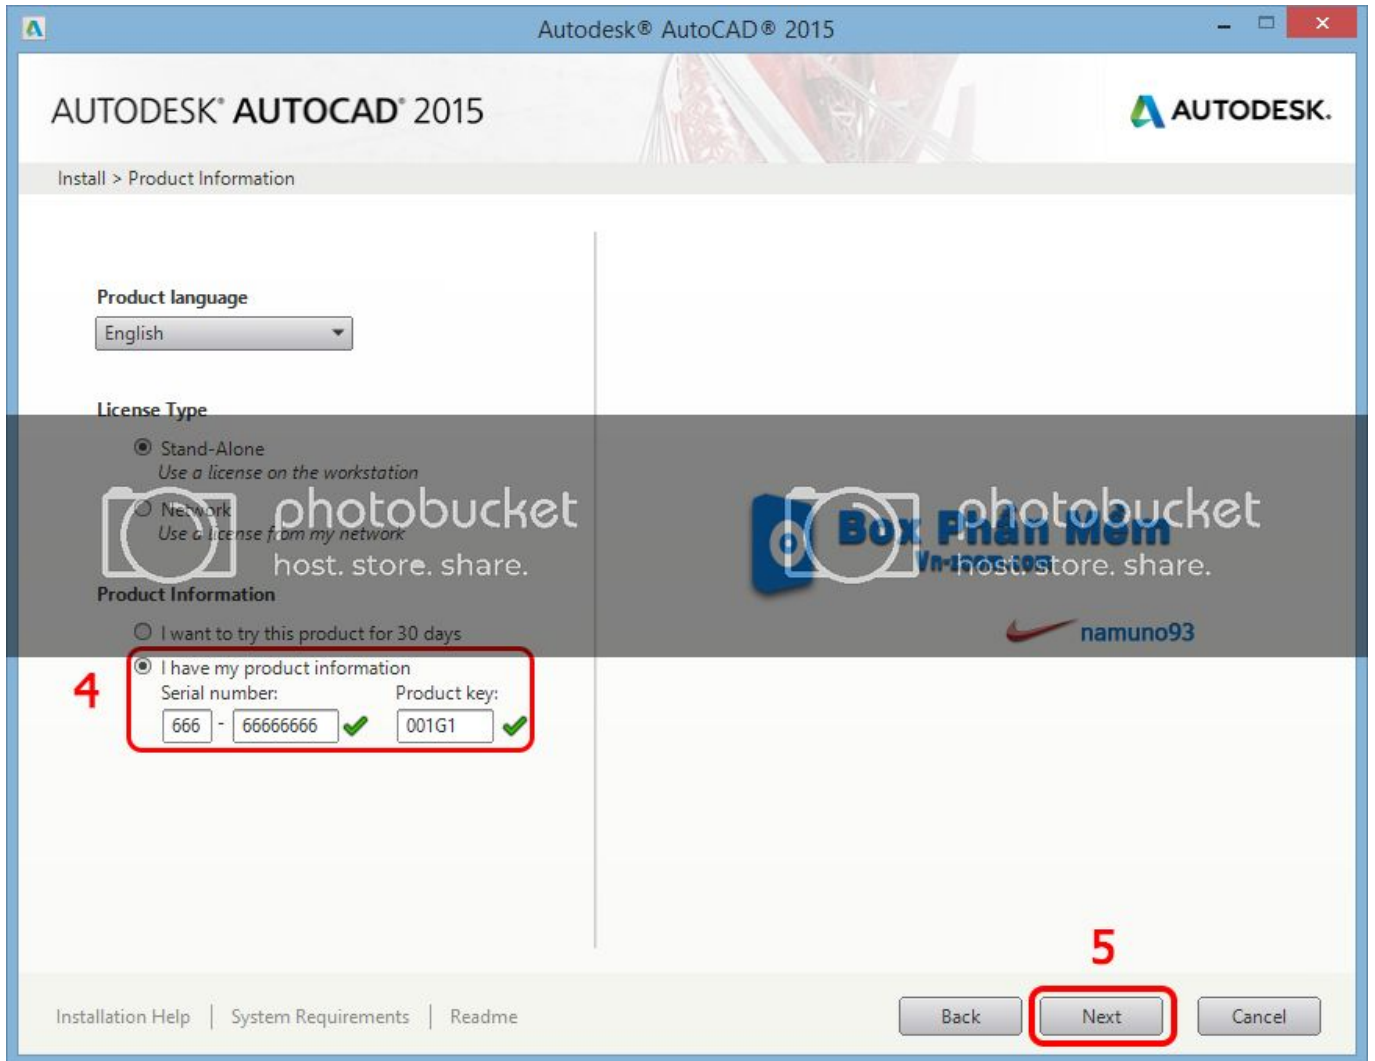 Autodesk® AutoCAD® 2015
AUTODESK® AUTOCAD® 2015
AUTODESK.
Install > Product Information
Product language
English
License Type
Stand-Alone
Use a license on the workstation
Network
Use a license from my network
photobucket
host. store. share.
Box Phần Mềm
photobucket
host. store. share.
Product Information
I want to try this product for 30 days
namuno93
4
I have my product information
Serial number: Product key:
666 - 66666666 001G1
5
Installation Help | System Requirements | Readme
Back Next Cancel